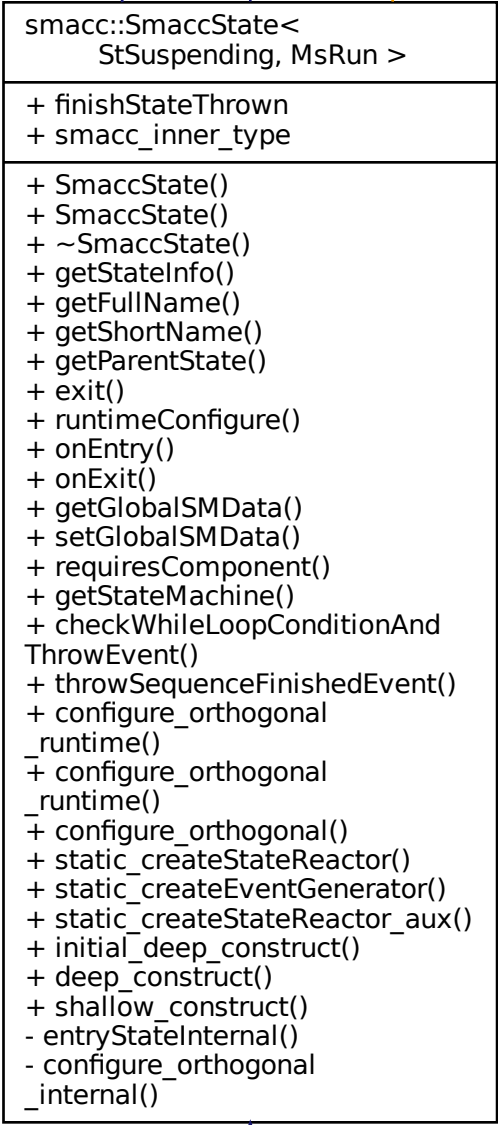 smacc::SmaccState<
StSuspending, MsRun >
+ finishStateThrown
+ smacc_inner_type
+ SmaccState()
+ SmaccState()
+ ~SmaccState()
+ getStateInfo()
+ getFullName()
+ getShortName()
+ getParentState()
+ exit()
+ runtimeConfigure()
+ onEntry()
+ onExit()
+ getGlobalSMData()
+ setGlobalSMData()
+ requiresComponent()
+ getStateMachine()
+ checkWhileLoopConditionAnd
ThrowEvent()
+ throwSequenceFinishedEvent()
+ configure_orthogonal
_runtime()
+ configure_orthogonal
_runtime()
+ configure_orthogonal()
+ static_createStateReactor()
+ static_createEventGenerator()
+ static_createStateReactor_aux()
+ initial_deep_construct()
+ deep_construct()
+ shallow_construct()
- entryStateInternal()
- configure_orthogonal
_internal()